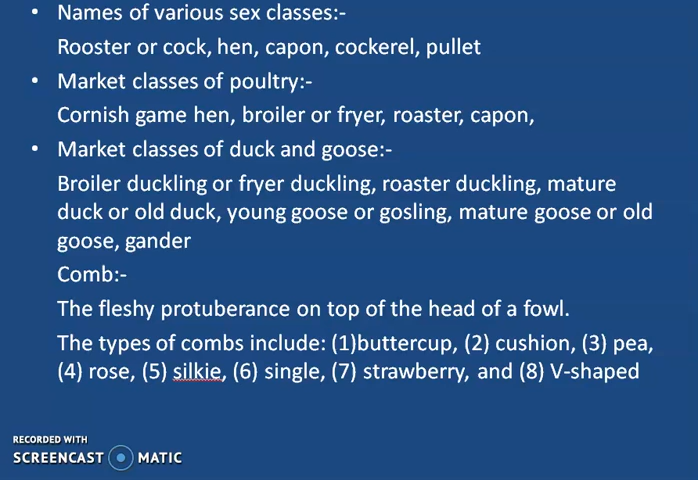 • Names of various sex classes:-
Rooster or cock, hen, capon, cockerel, pullet
• Market classes of poultry:-
Cornish game hen, broiler or fryer, roaster, capon,
• Market classes of duck and goose:-
Broiler duckling or fryer duckling, roaster duckling, mature
duck or old duck, young goose or gosling, mature goose or old
goose, gander
Comb:-
The fleshy protuberance on top of the head of a fowl.
The types of combs include: (1)buttercup, (2) cushion, (3) pea,
(4) rose, (5) silkie, (6) single, (7) strawberry, and (8) V-shaped
RECORDED WITH
SCREENCAST MATIC